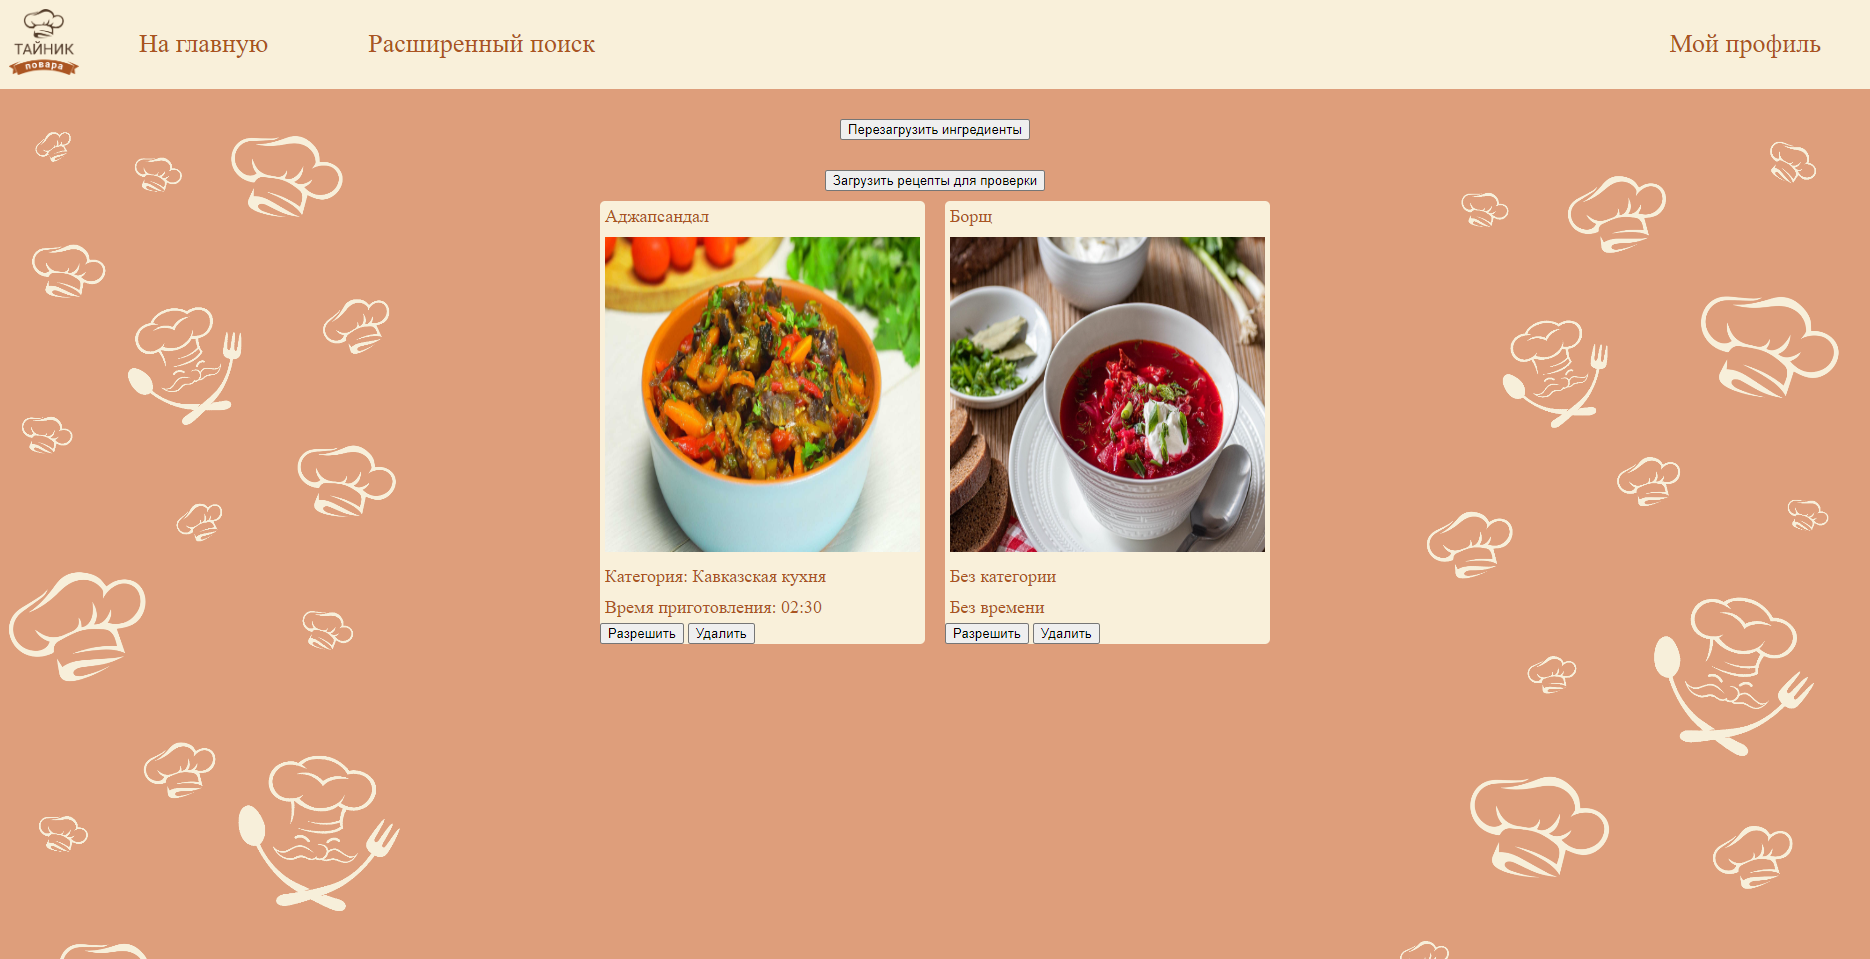 ТАЙНИК
повара
На главную
Расширенный поиск
Мой профиль
Перезагрузить ингредиенты
Загрузить рецепты для проверки
Аджапсандал
Борщ
Категория: Кавказская кухня
Без категории
Время приготовления: 02:30
Без времени
Разрешить Удалить
Разрешить Удалить